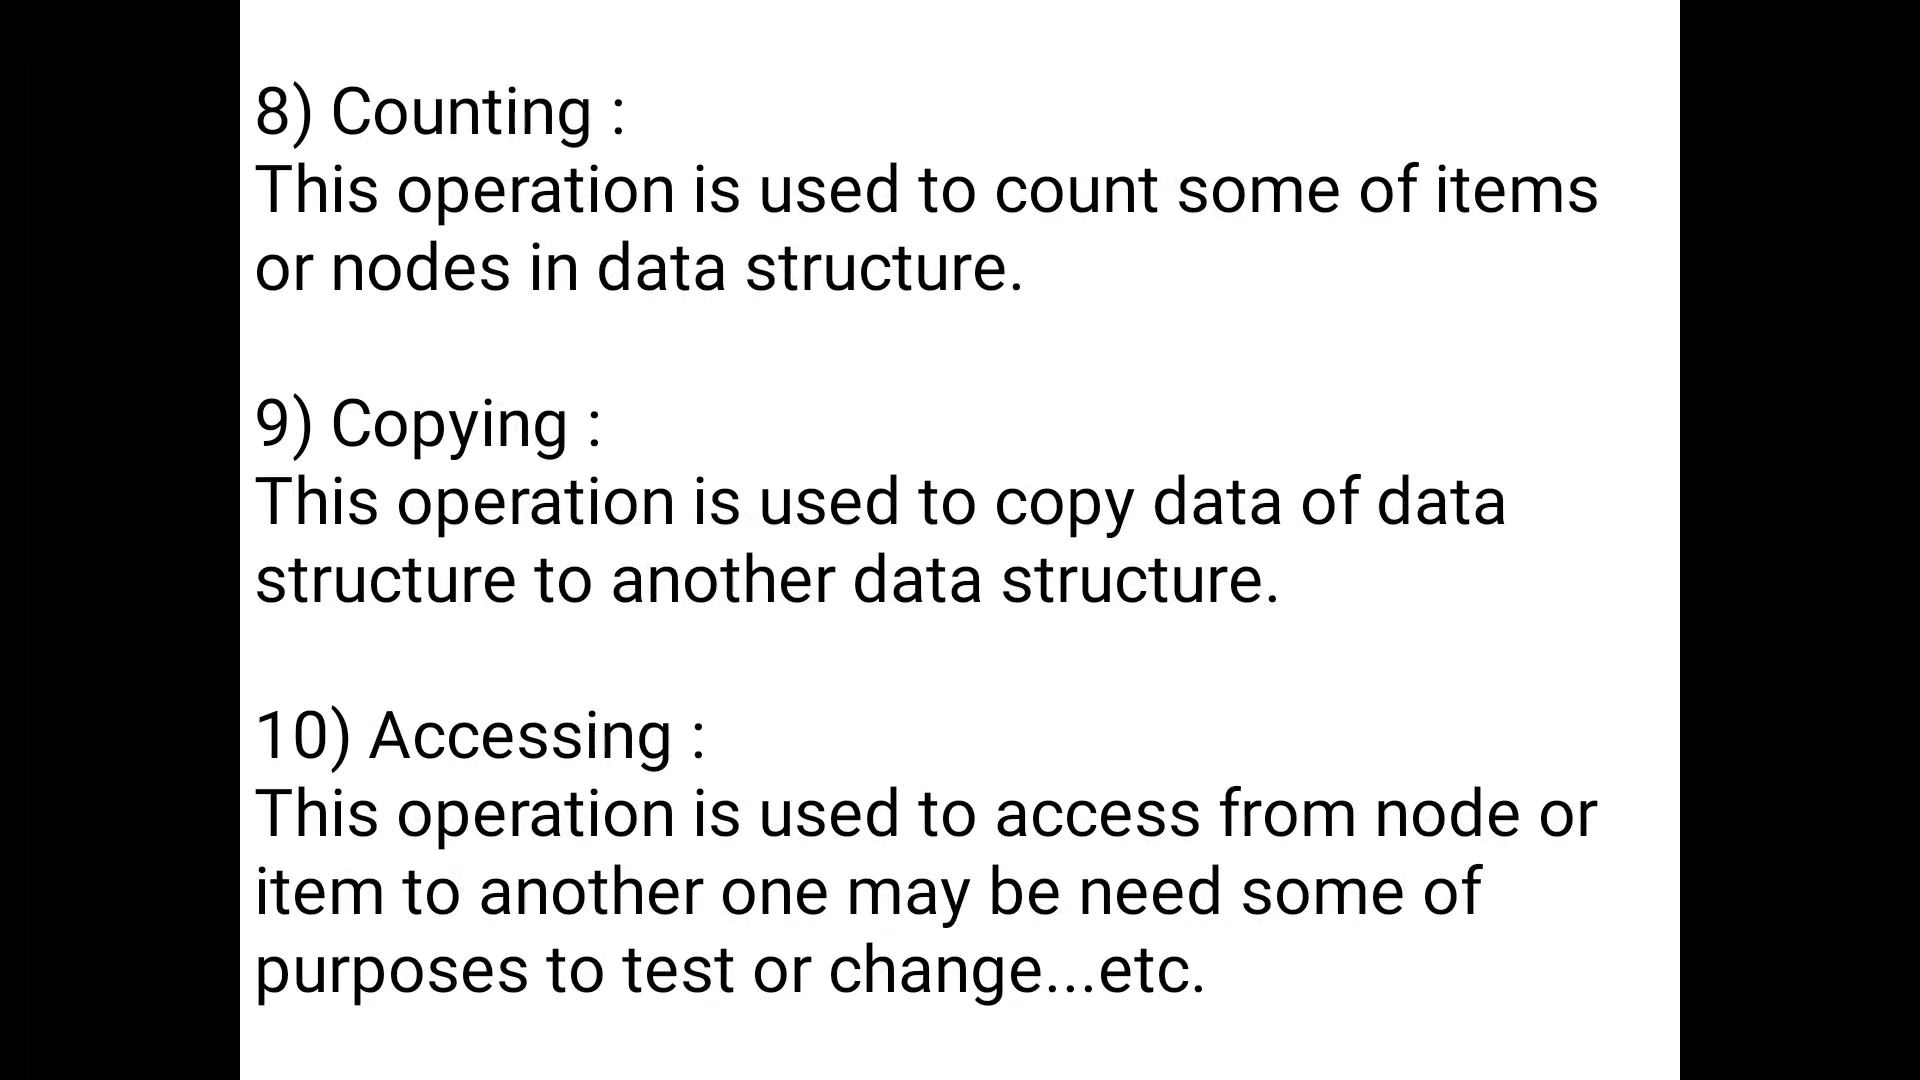 8) Counting :
This operation is used to count some of items
or nodes in data structure.
9) Copying :
This operation is used to copy data of data
structure to another data structure.
10) Accessing :
This operation is used to access from node or
item to another one may be need some of
purposes to test or change...etc.